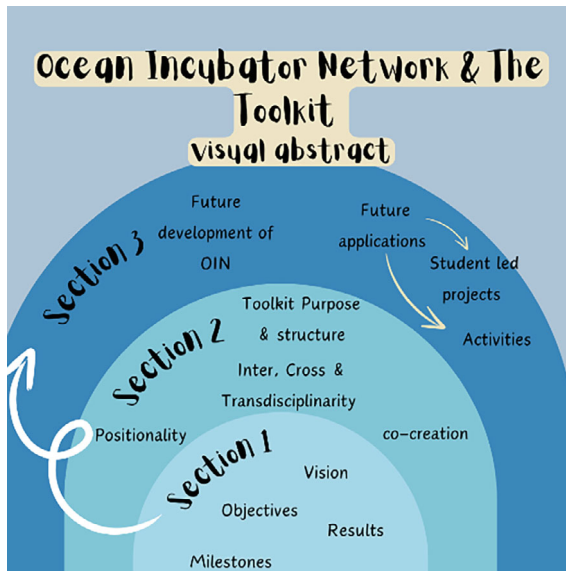 Ocean Incubator Network & The
Toolkit
visual abstract
Section 3
Future
development of
OIN
Future
applications
Student led
projects
Activities
Section 2
Toolkit Purpose
& structure
Inter, Cross &
Transdisciplinarity
Positionality
co-creation
Section 1
Vision
Objectives
Results
Milestones